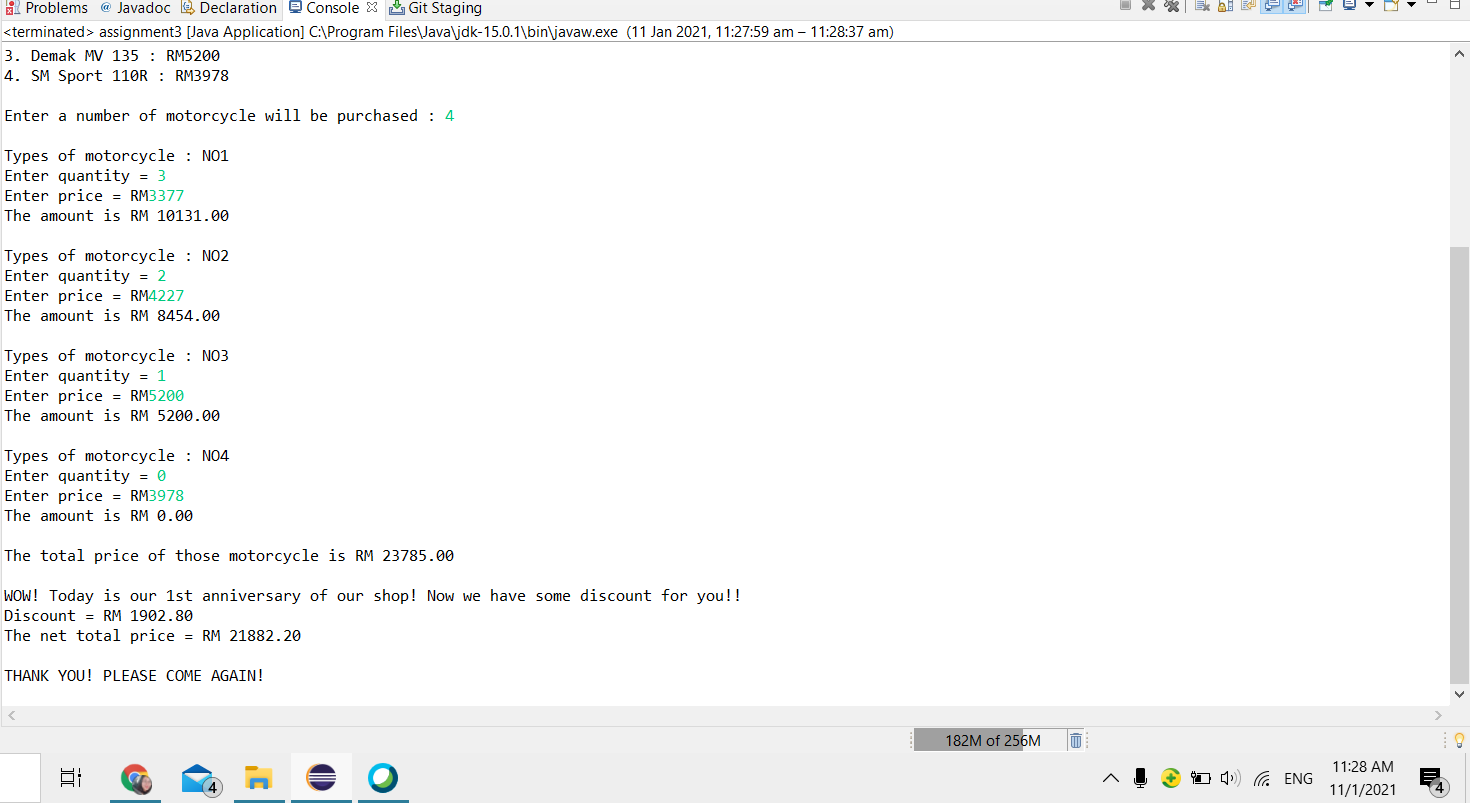 Problems @ Javadoc Declaration Console Git Staging
<terminated> assignment3 [Java Application] C:\Program Files\Java\jdk-15.0.1\bin\javaw.exe (11 Jan 2021, 11:27:59 am – 11:28:37 am)
3. Demak MV 135 : RM5200
4. SM Sport 110R : RM3978
Enter a number of motorcycle will be purchased : 4
Types of motorcycle : NO1
Enter quantity = 3
Enter price = RM3377
The amount is RM 10131.00
Types of motorcycle : NO2
Enter quantity = 2
Enter price = RM4227
The amount is RM 8454.00
Types of motorcycle : NO3
Enter quantity = 1
Enter price = RM5200
The amount is RM 5200.00
Types of motorcycle : NO4
Enter quantity = 0
Enter price = RM3978
The amount is RM 0.00
The total price of those motorcycle is RM 23785.00
WOW! Today is our 1st anniversary of our shop! Now we have some discount for you!!
Discount = RM 1902.80
The net total price = RM 21882.20
THANK YOU! PLEASE COME AGAIN!
182M of 256M
4
ENG
11:28 AM
11/1/2021
4